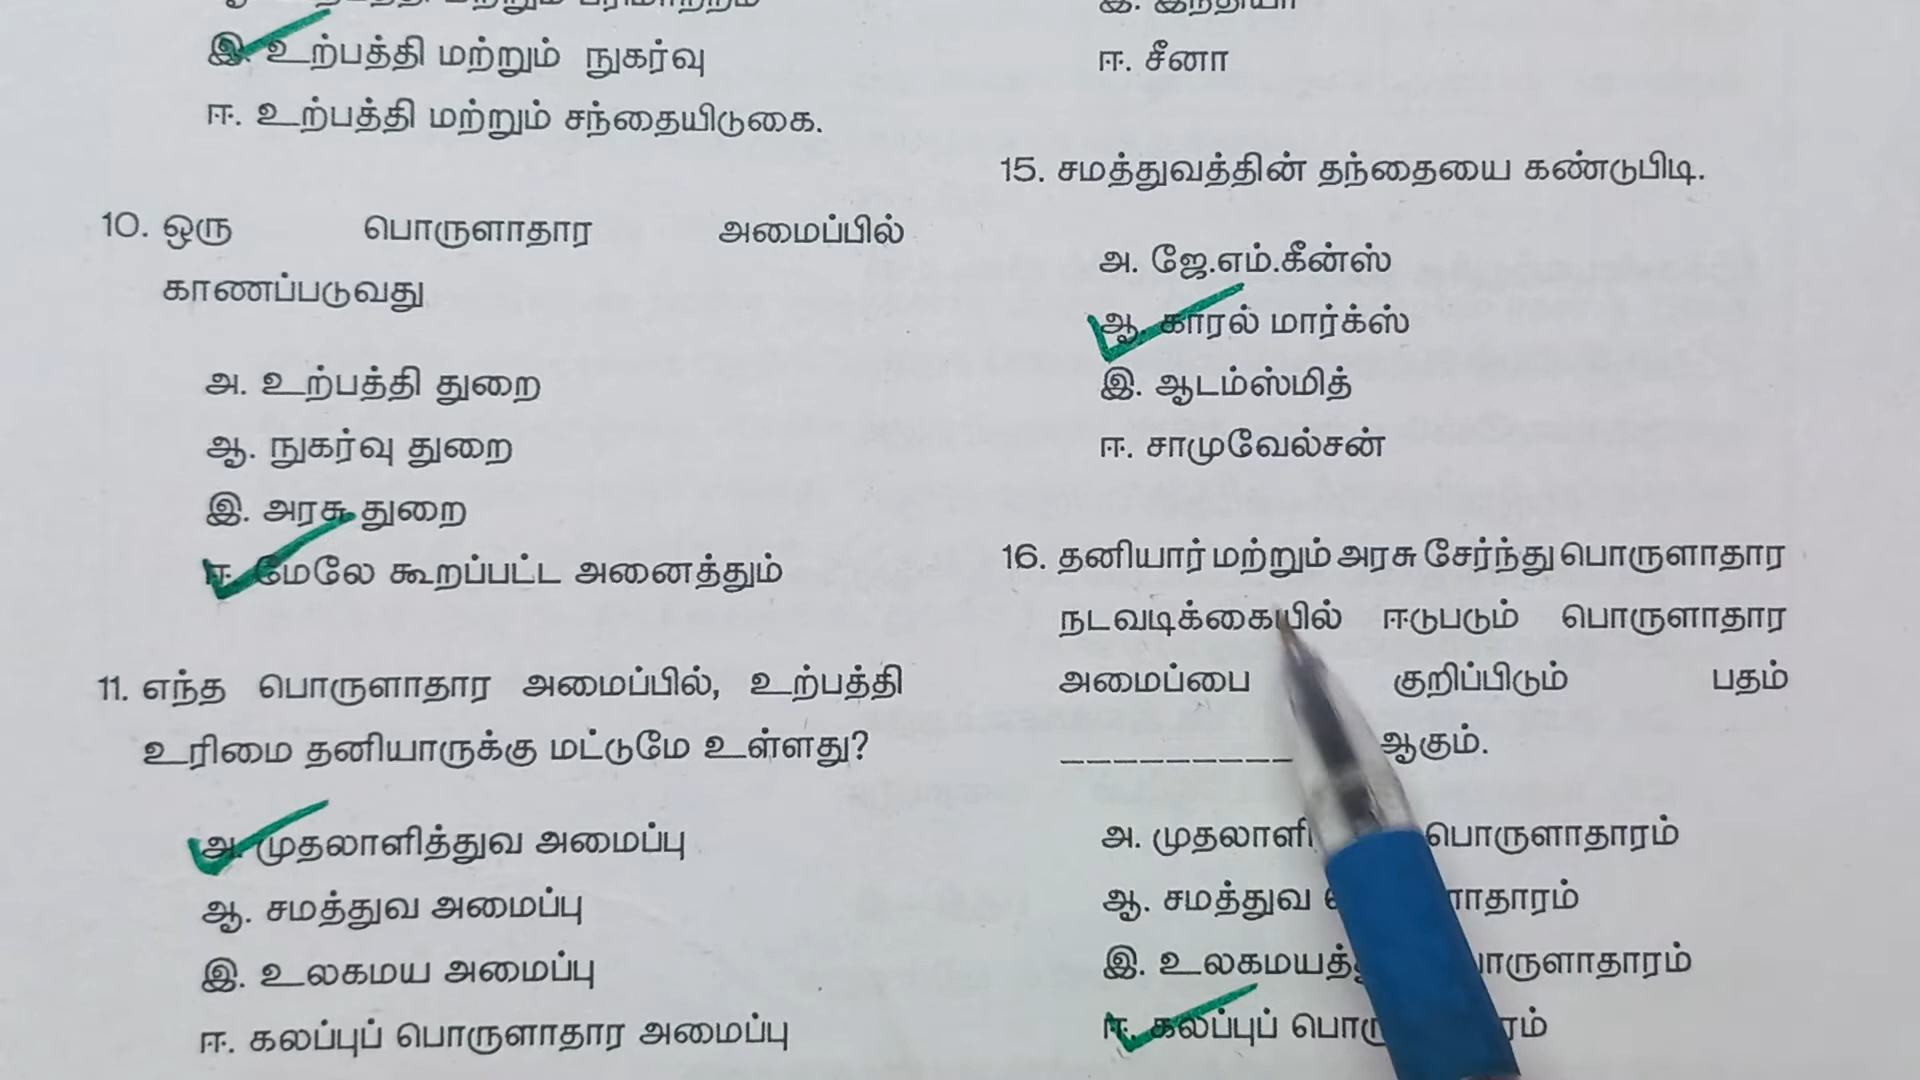 இ. உற்பத்தி மற்றும் நுகர்வு
ஈ. உற்பத்தி மற்றும் சந்தையிடுகை.
10. ஒரு பொருளாதார அமைப்பில்
காணப்படுவது
அ. உற்பத்தி துறை
ஆ. நுகர்வு துறை
இ. அரசு துறை
ஈ. மேலே கூறப்பட்ட அனைத்தும்
11. எந்த பொருளாதார அமைப்பில், உற்பத்தி
உரிமை தனியாருக்கு மட்டுமே உள்ளது?
அ. முதலாளித்துவ அமைப்பு
ஆ. சமத்துவ அமைப்பு
இ. உலகமய அமைப்பு
ஈ. கலப்புப் பொருளாதார அமைப்பு
இ. இந்தியா
ஈ. சீனா
15. சமத்துவத்தின் தந்தையை கண்டுபிடி.
அ. ஜே.எம்.கீன்ஸ்
ஆ. காரல் மார்க்ஸ்
இ. ஆடம்ஸ்மித்
ஈ. சாமுவேல்சன்
16. தனியார் மற்றும் அரசு சேர்ந்து பொருளாதார
நடவடிக்கையில் ஈடுபடும் பொருளாதார
அமைப்பை குறிப்பிடும் பதம்
_________ ஆகும்.
அ. முதலாளி பொருளாதாரம்
ஆ. சமத்துவ
இ.
ஈ. கலப்புப்